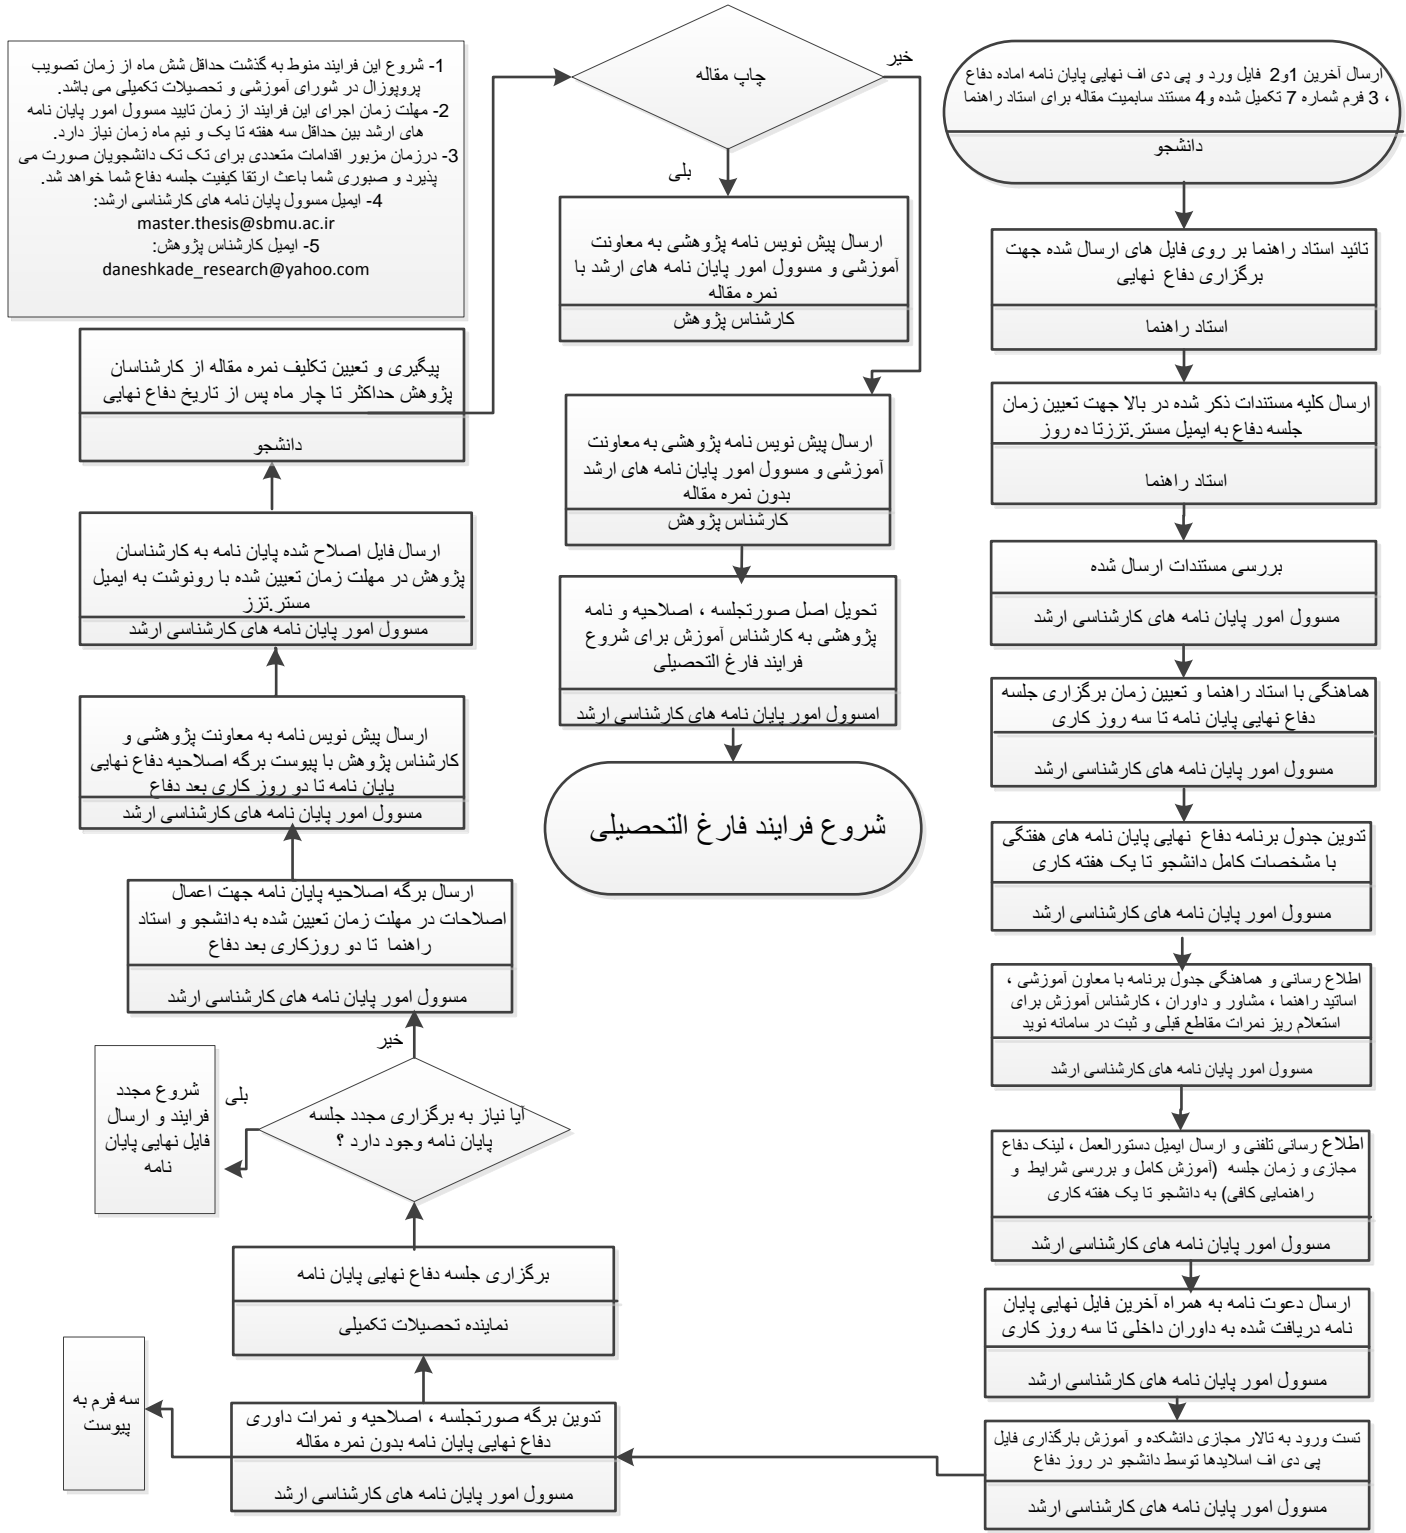 ارسال آخرین 1و2 فایل ورد و پی دی اف نهایی پایان نامه اماده دفاع
، 3 فرم شماره 7 تکمیل شده و4 مستند سابمیت مقاله برای استاد راهنما
دانشجو
تائید استاد راهنما بر روی فایل های ارسال شده جهت
برگزاری دفاع نهایی
استاد راهنما
ارسال کلیه مستندات ذکر شده در بالا جهت تعیین زمان
جلسه دفاع به ایمیل مستر.تززتا ده روز
استاد راهنما
بررسی مستندات ارسال شده
مسوول امور پایان نامه های کارشناسی ارشد
هماهنگی با استاد راهنما و تعیین زمان برگزاری جلسه
دفاع نهایی پایان نامه تا سه روز کاری
مسوول امور پایان نامه های کارشناسی ارشد
تدوین جدول برنامه دفاع نهایی پایان نامه های هفتگی
با مشخصات کامل دانشجو تا یک هفته کاری
مسوول امور پایان نامه های کارشناسی ارشد
اطلاع رسانی و هماهنگی جدول برنامه با معاون آموزشی ،
اساتید راهنما ، مشاور و داوران ، کارشناس آموزش برای
استعلام ریز نمرات مقاطع قبلی و ثبت در سامانه نوید
مسوول امور پایان نامه های کارشناسی ارشد
اطلاع رسانی تلفنی و ارسال ایمیل دستورالعمل ، لینک دفاع
مجازی و زمان جلسه (آموزش کامل و بررسی شرایط و
راهنمایی کافی) به دانشجو تا یک هفته کاری
مسوول امور پایان نامه های کارشناسی ارشد
ارسال دعوت نامه به همراه آخرین فایل نهایی پایان
نامه دریافت شده به داوران داخلی تا سه روز کاری
مسوول امور پایان نامه های کارشناسی ارشد
تست ورود به تالار مجازی دانشکده و آموزش بارگذاری فایل
پی دی اف اسلایدها توسط دانشجو در روز دفاع
مسوول امور پایان نامه های کارشناسی ارشد
تدوین برگه صورتجلسه ، اصلاحیه و نمرات داوری
دفاع نهایی پایان نامه بدون نمره مقاله
مسوول امور پایان نامه های کارشناسی ارشد
سه فرم به
پیوست
برگزاری جلسه دفاع نهایی پایان نامه
نماینده تحصیلات تکمیلی
آیا نیاز به برگزاری مجدد جلسه
پایان نامه وجود دارد ؟
بلی
شروع مجدد
فرایند و ارسال
فایل نهایی پایان
نامه
خیر
ارسال برگه اصلاحیه پایان نامه جهت اعمال
اصلاحات در مهلت زمان تعیین شده به دانشجو و استاد
راهنما تا دو روزکاری بعد دفاع
مسوول امور پایان نامه های کارشناسی ارشد
ارسال پیش نویس نامه به معاونت پژوهشی و
کارشناس پژوهش با پیوست برگه اصلاحیه دفاع نهایی
پایان نامه تا دو روز کاری بعد دفاع
مسوول امور پایان نامه های کارشناسی ارشد
ارسال فایل اصلاح شده پایان نامه به کارشناسان
پژوهش در مهلت زمان تعیین شده با رونوشت به ایمیل
مستر.تزز
مسوول امور پایان نامه های کارشناسی ارشد
پیگیری و تعیین تکلیف نمره مقاله از کارشناسان
پژوهش حداکثر تا چار ماه پس از تاریخ دفاع نهایی
دانشجو
چاپ مقاله
بلی
خیر
ارسال پیش نویس نامه پژوهشی به معاونت
آموزشی و مسوول امور پایان نامه های ارشد با
نمره مقاله
کارشناس پژوهش
ارسال پیش نویس نامه پژوهشی به معاونت
آموزشی و مسوول امور پایان نامه های ارشد
بدون نمره مقاله
کارشناس پژوهش
تحویل اصل صورتجلسه ، اصلاحیه و نامه
پژوهشی به کارشناس آموزش برای شروع
فرایند فارغ التحصیلی
امسوول امور پایان نامه های کارشناسی ارشد
شروع فرایند فارغ التحصیلی
1- شروع این فرایند منوط به گذشت حداقل شش ماه از زمان تصویب
پروپوزال در شورای آموزشی و تحصیلات تکمیلی می باشد.
2- مهلت زمان اجرای این فرایند از زمان تایید مسوول امور پایان نامه
های ارشد بین حداقل سه هفته تا یک و نیم ماه زمان نیاز دارد.
3- درزمان مزبور اقدامات متعددی برای تک تک دانشجویان صورت می
پذیرد و صبوری شما باعث ارتقا کیفیت جلسه دفاع شما خواهد شد.
4- ایمیل مسوول پایان نامه های کارشناسی ارشد:
master.thesis@sbmu.ac.ir
5- ایمیل کارشناس پژوهش:
daneshkade_research@yahoo.com